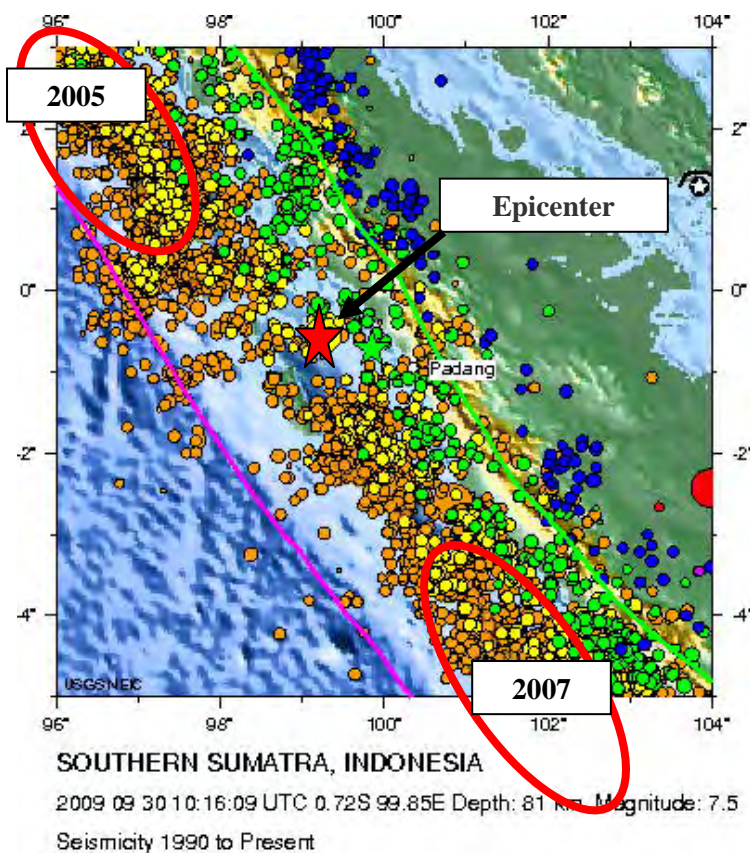 96° 98° 100° 102° 104°
2005
2°
2°
Epicenter
0°
0°
Padang
-2°
-2°
-4°
-4°
2007
USGS NEIC
96° 98° 100° 102° 104°
SOUTHERN SUMATRA, INDONESIA
2009 09 30 10:16:09 UTC 0.72S 99.85E Depth: 81 km, Magnitude: 7.5
Seismicity 1990 to Present